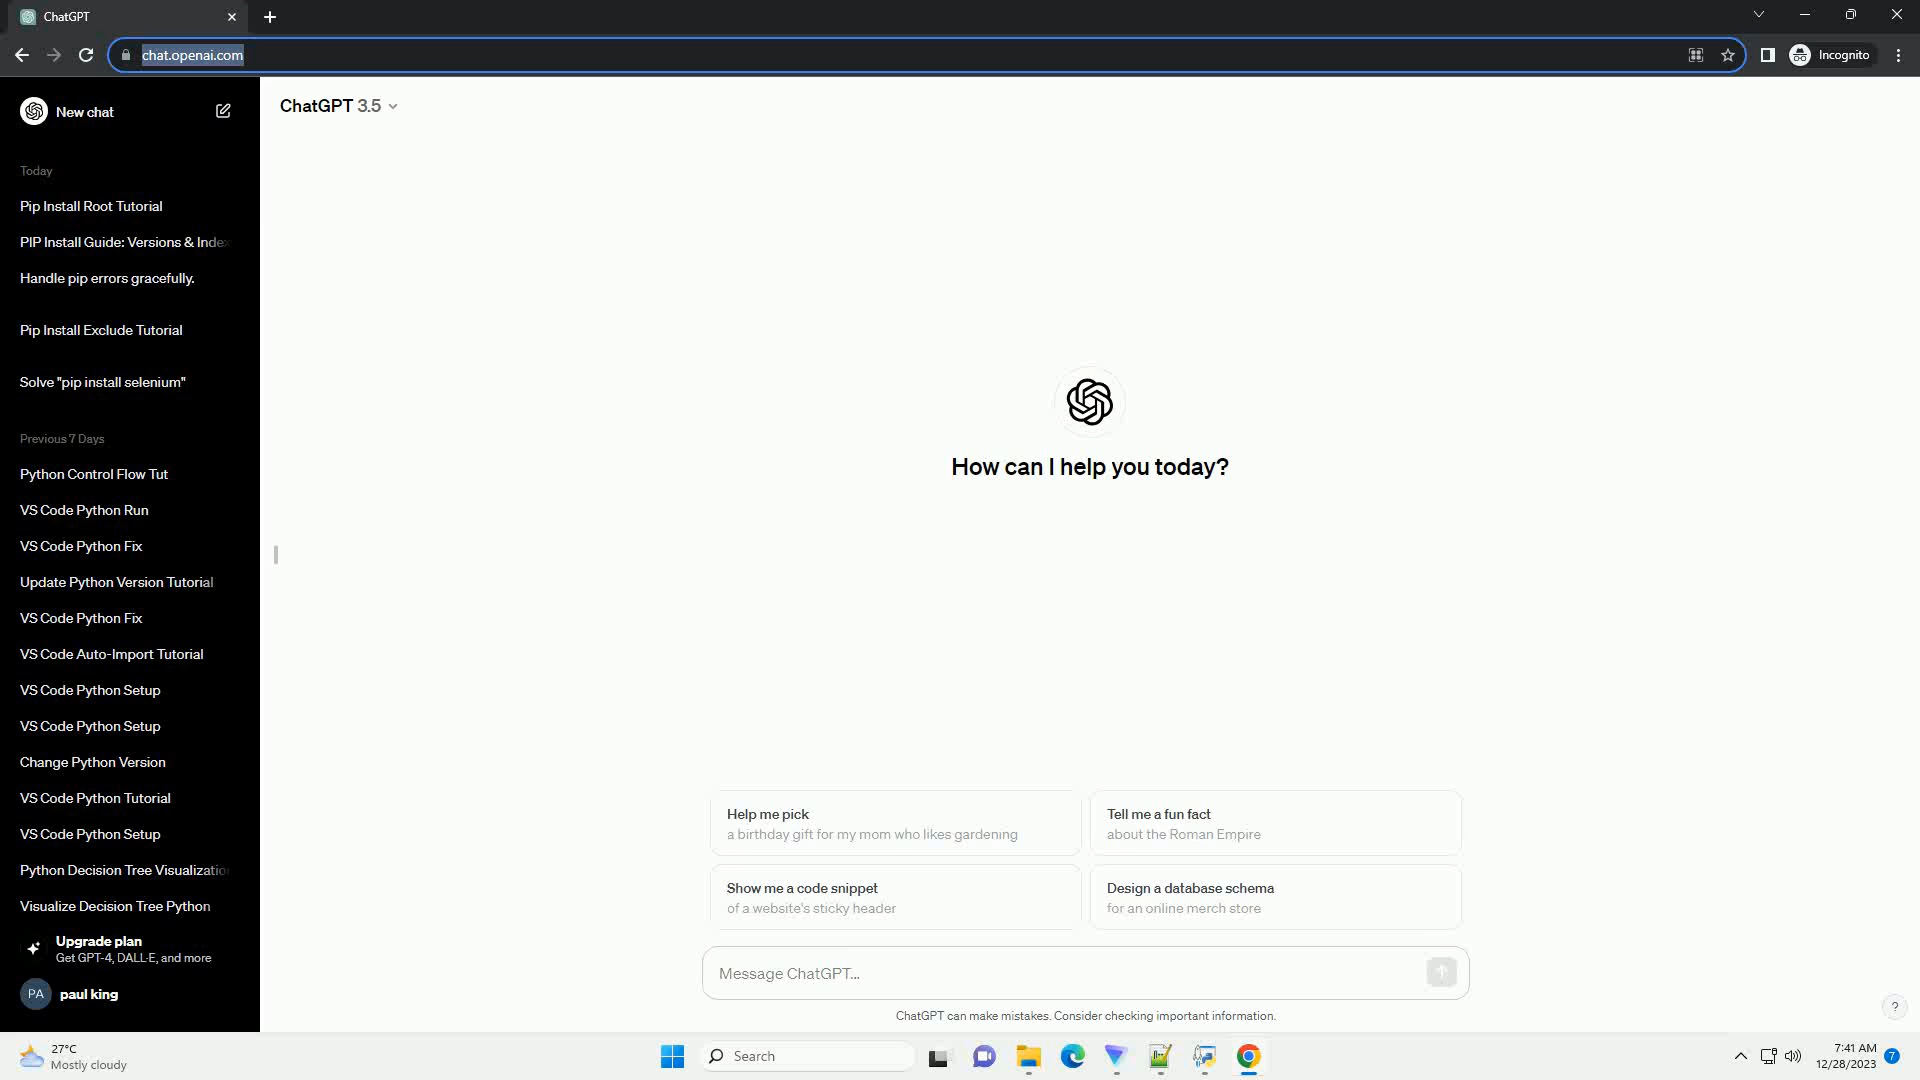 ChatGPT
chat.openai.com
Incognito
New chat
ChatGPT 3.5
Today
Pip Install Root Tutorial
PIP Install Guide: Versions & Index
Handle pip errors gracefully.
Pip Install Exclude Tutorial
Solve "pip install selenium"
Previous 7 Days
Python Control Flow Tut
VS Code Python Run
VS Code Python Fix
Update Python Version Tutorial
VS Code Python Fix
VS Code Auto-Import Tutorial
VS Code Python Setup
VS Code Python Setup
Change Python Version
VS Code Python Tutorial
VS Code Python Setup
Python Decision Tree Visualization
Visualize Decision Tree Python
Upgrade plan
Get GPT-4, DALL·E, and more
PA
paul king
How can I help you today?
Help me pick
a birthday gift for my mom who likes gardening
Tell me a fun fact
about the Roman Empire
Show me a code snippet
of a website's sticky header
Design a database schema
for an online merch store
Message ChatGPT...
ChatGPT can make mistakes. Consider checking important information.
?
27°C
Mostly cloudy
Search
7:41 AM
12/28/2023
7